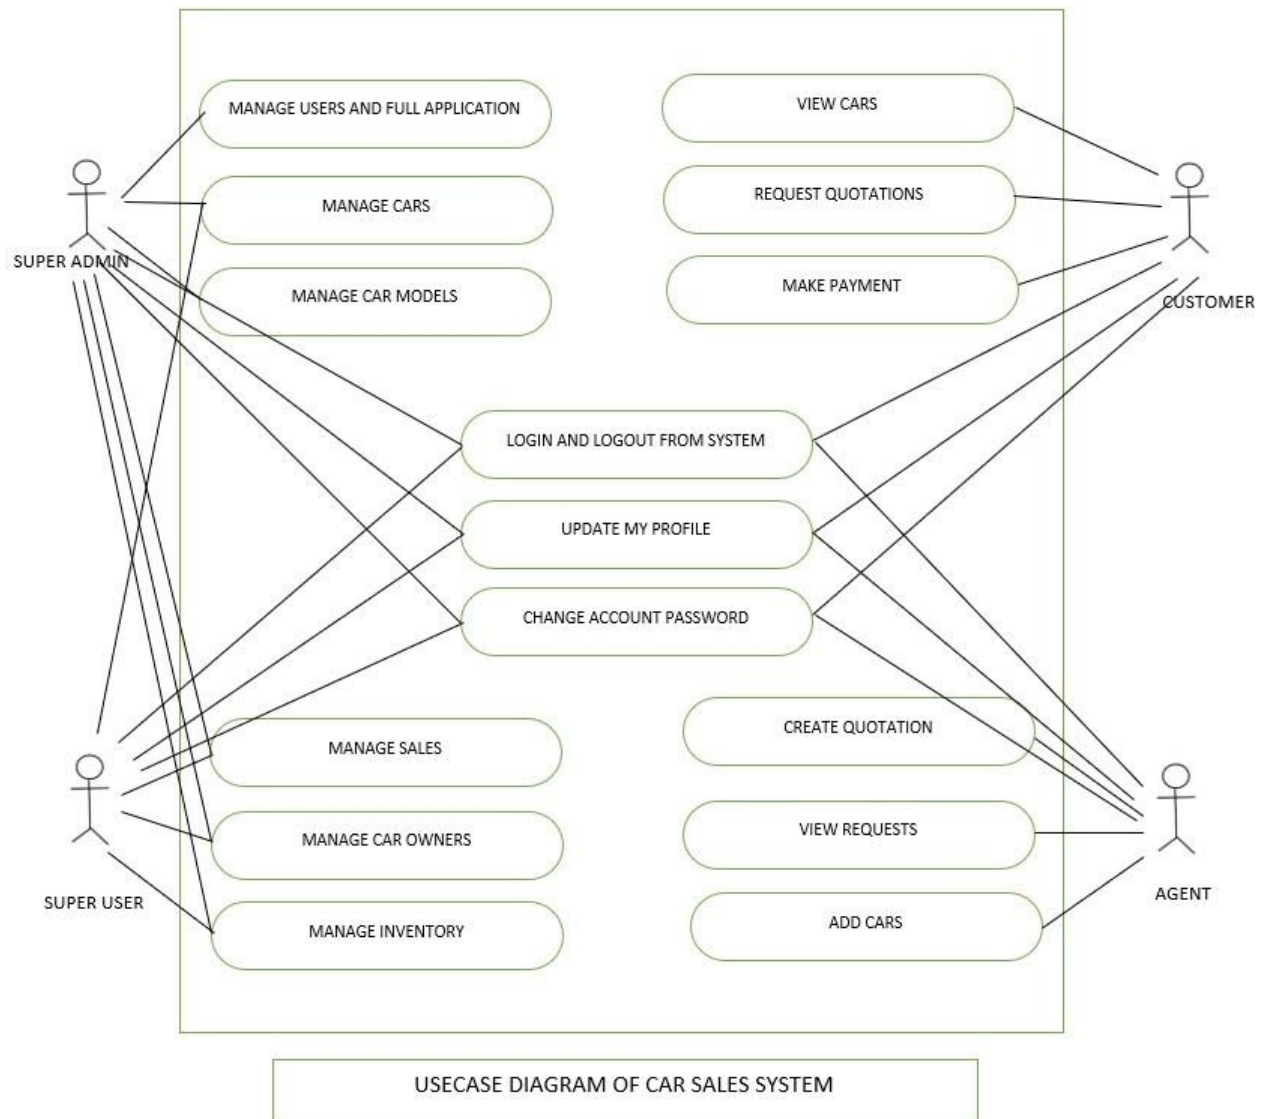 MANAGE USERS AND FULL APPLICATION
VIEW CARS
MANAGE CARS
REQUEST QUOTATIONS
SUPER ADMIN
MANAGE CAR MODELS
MAKE PAYMENT
CUSTOMER
LOGIN AND LOGOUT FROM SYSTEM
UPDATE MY PROFILE
CHANGE ACCOUNT PASSWORD
MANAGE SALES
CREATE QUOTATION
MANAGE CAR OWNERS
VIEW REQUESTS
SUPER USER
AGENT
MANAGE INVENTORY
ADD CARS
USECASE DIAGRAM OF CAR SALES SYSTEM